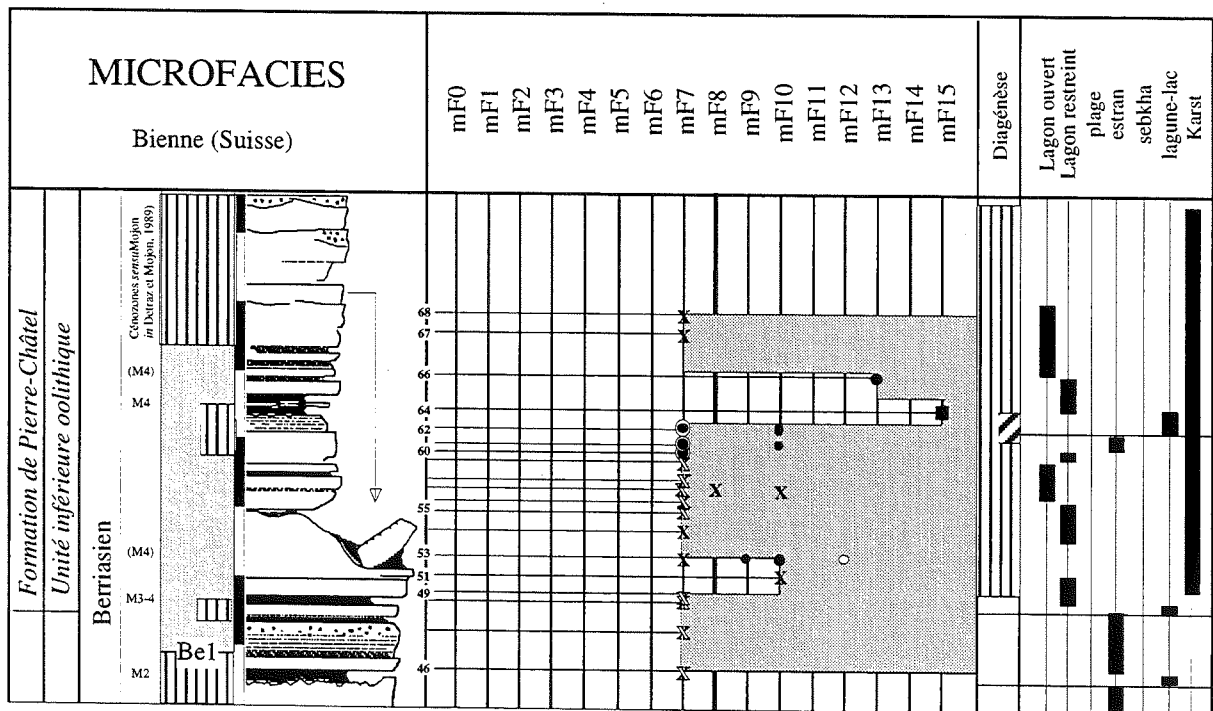 MICROFACIES
Bienne (Suisse)
mF0
mF1
mF2
mF3
mF4
mF5
mF6
mF7
mF8
mF9
mF10
mF11
mF12
mF13
mF14
mF15
Diagénèse
Lagon ouvert
Lagon restreint
plage
estran
sebkha
lagune-lac
Karst
Formation de Pierre-Châtel
Unité inférieure oolithique
Berriasien
Cénozones sensuMojon
in Detraz et Mojon, 1989)
(M4)
M4
(M4)
M3-4
M2
Be1
68
67
66
64
62
60
55
53
51
49
46